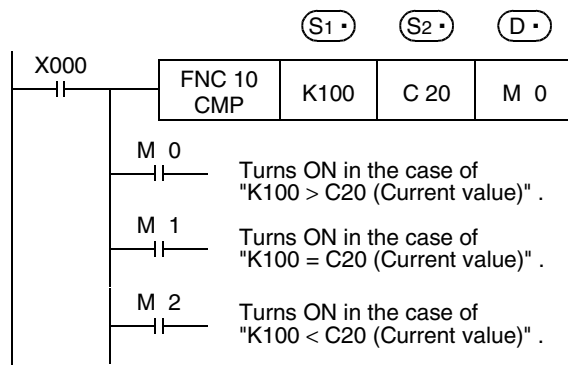 S1 • S2 • D •
X000
FNC 10
CMP
K100
C 20
M 0
M 0
Turns ON in the case of
"K100 > C20 (Current value)" .
M 1
Turns ON in the case of
"K100 = C20 (Current value)" .
M 2
Turns ON in the case of
"K100 < C20 (Current value)" .